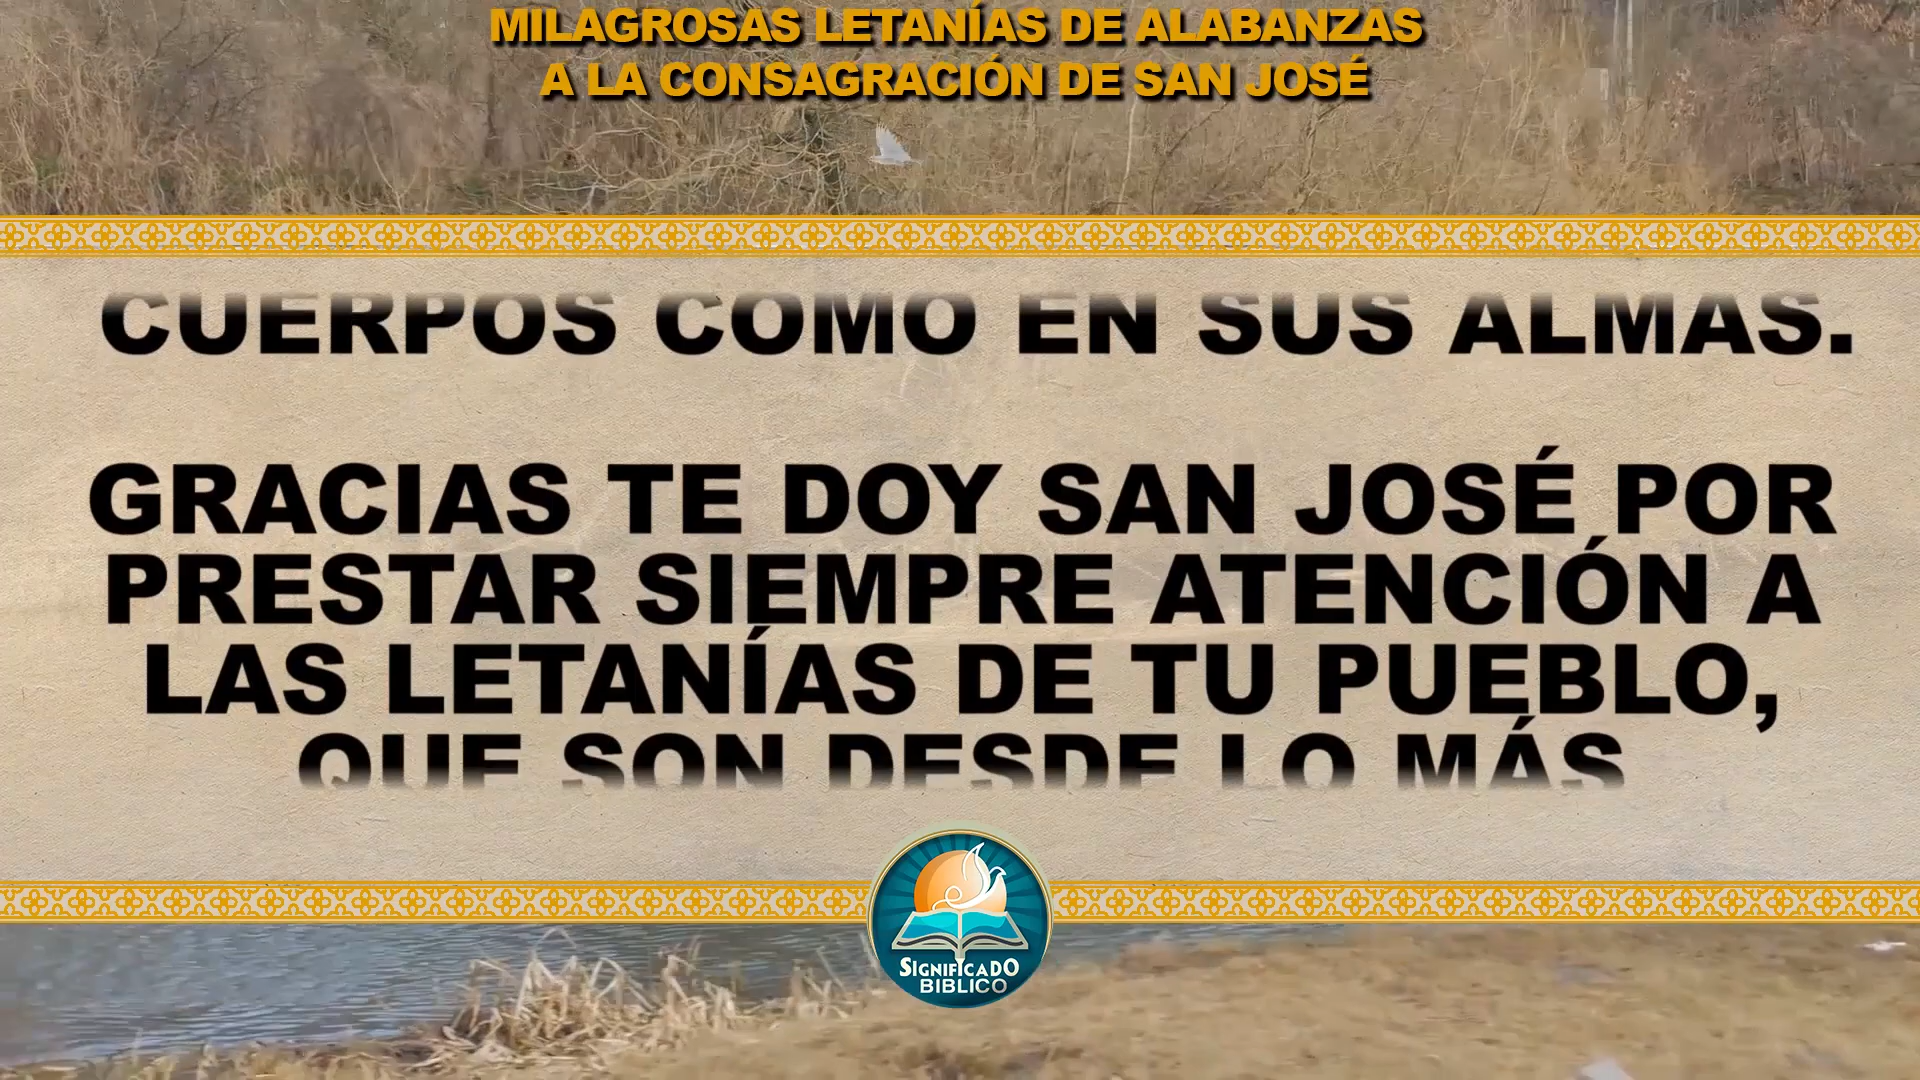 MILAGROSAS LETANÍAS DE ALABANZAS
A LA CONSAGRACIÓN DE SAN JOSÉ
CUERPOS COMO EN SUS ALMAS.
GRACIAS TE DOY SAN JOSÉ POR
PRESTAR SIEMPRE ATENCIÓN A
LAS LETANÍAS DE TU PUEBLO,
QUE SON DESDE LO MÁS
SIGNIFICADO
BIBLICO